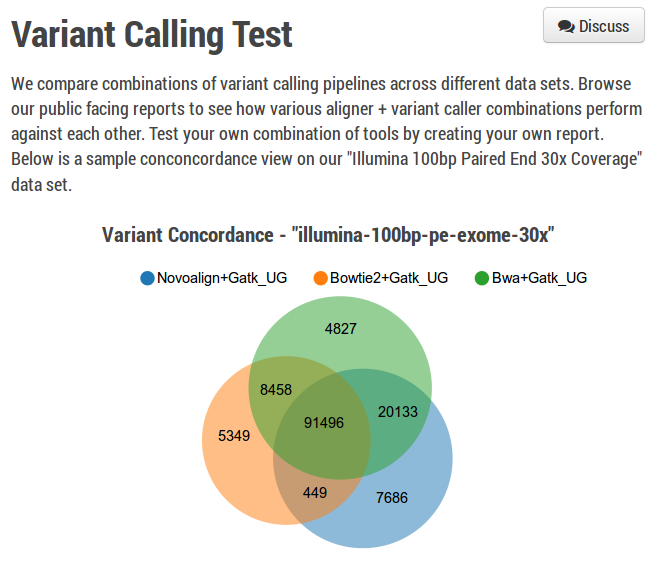 Variant Calling Test
Discuss
We compare combinations of variant calling pipelines across different data sets. Browse
our public facing reports to see how various aligner + variant caller combinations perform
against each other. Test your own combination of tools by creating your own report.
Below is a sample conconcordance view on our "Illumina 100bp Paired End 30x Coverage"
data set.
Variant Concordance - "illumina-100bp-pe-exome-30x"
Novoalign+Gatk_UG Bowtie2+Gatk_UG Bwa+Gatk_UG
4827
8458
20133
91496
5349
449
7686